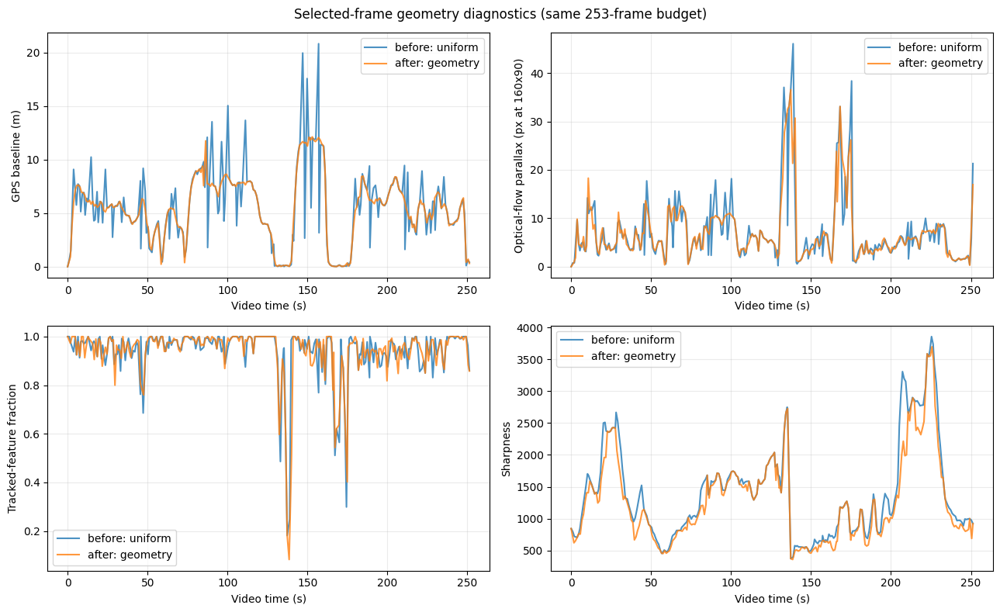 Selected-frame geometry diagnostics (same 253-frame budget)
GPS baseline (m)
20
15
10
5
0
before: uniform
after: geometry
0 50 100 150 200 250
Video time (s)
Optical-flow parallax (px at 160x90)
40
30
20
10
0
before: uniform
after: geometry
0 50 100 150 200 250
Video time (s)
Tracked-feature fraction
1.0
0.8
0.6
0.4
0.2
before: uniform
after: geometry
0 50 100 150 200 250
Video time (s)
Sharpness
4000
3500
3000
2500
2000
1500
1000
500
before: uniform
after: geometry
0 50 100 150 200 250
Video time (s)